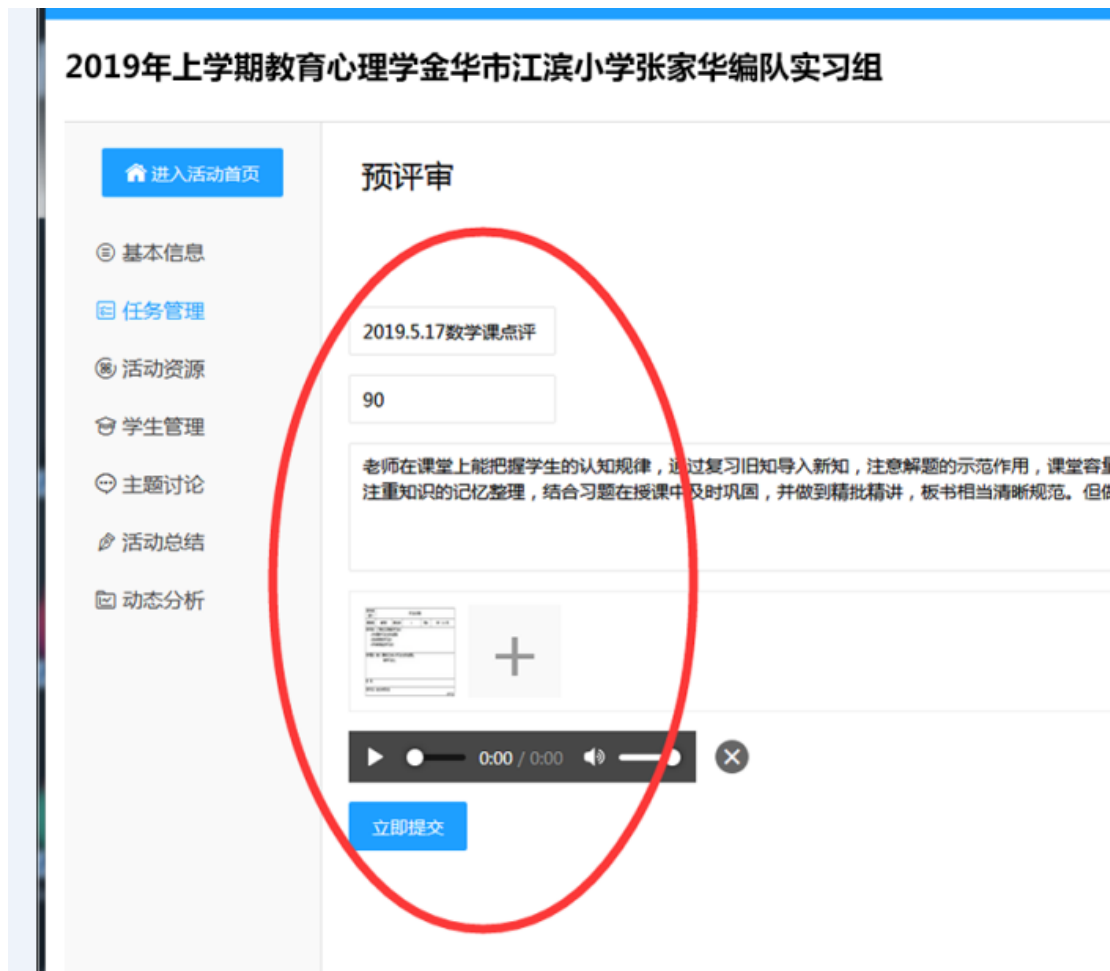 2019年上学期教育心理学金华市江滨小学张家华编队实习组
进入活动首页
预评审
基本信息
任务管理
活动资源
学生管理
主题讨论
活动总结
动态分析
2019.5.17数学课点评
90
老师在课堂上能把握学生的认知规律，通过复习旧知导入新知，注意解题的示范作用，课堂容量
注重知识的记忆整理，结合习题在授课中及时巩固，并做到精批精讲，板书相当清晰规范。但做
0:00 / 0:00
立即提交